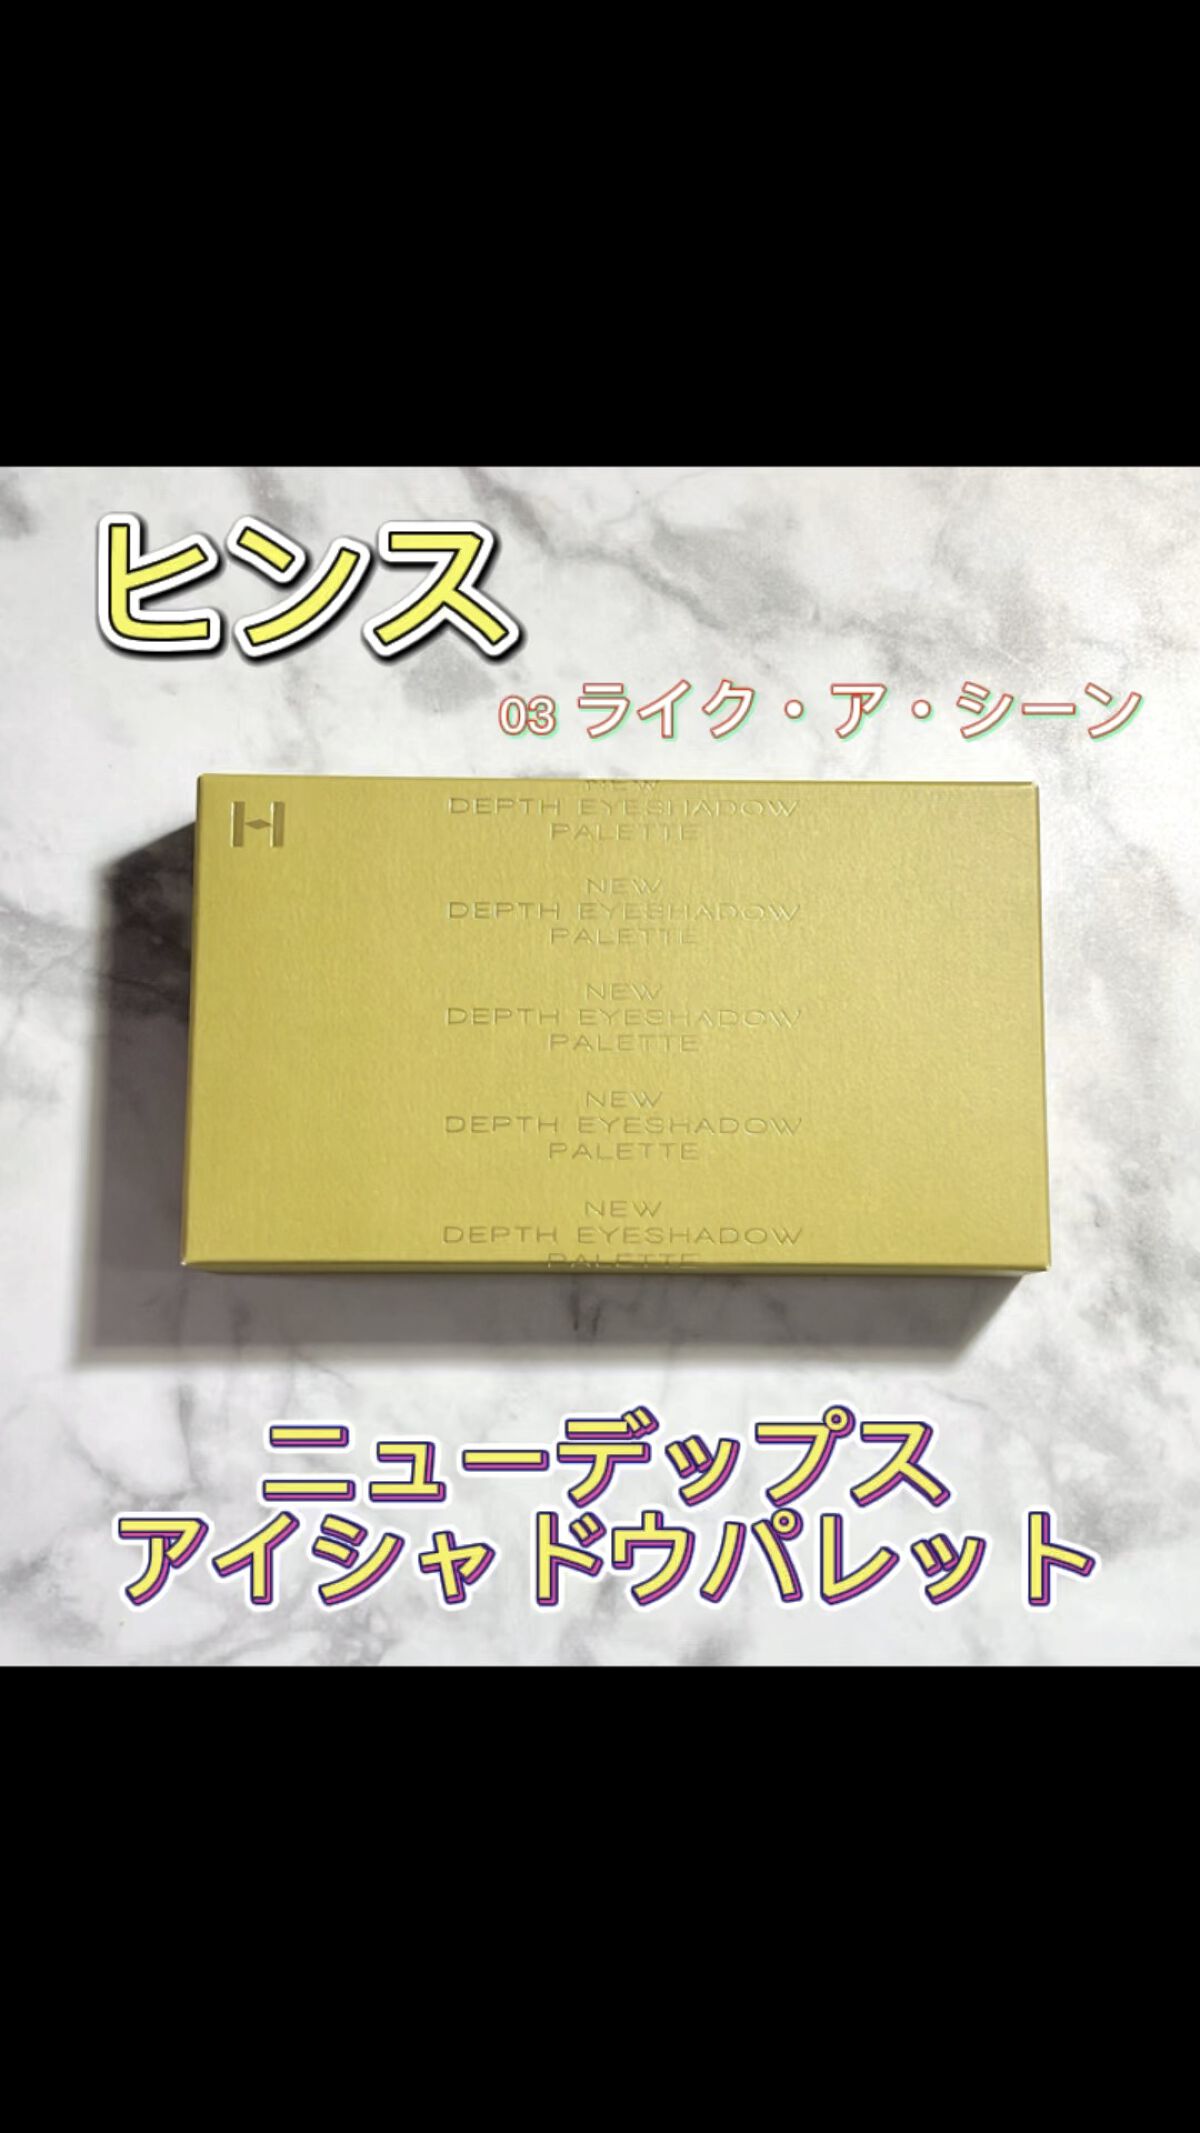 ヒンス
03 ライク・ア・シーン
H
NEW
DEPTH EYESHADOW
PALETTE
NEW
DEPTH EYESHADOW
PALETTE
NEW
DEPTH EYESHADOW
PALETTE
NEW
DEPTH EYESHADOW
PALETTE
NEW
DEPTH EYESHADOW
PALETTE
ニューデップス
アイシャドウパレット